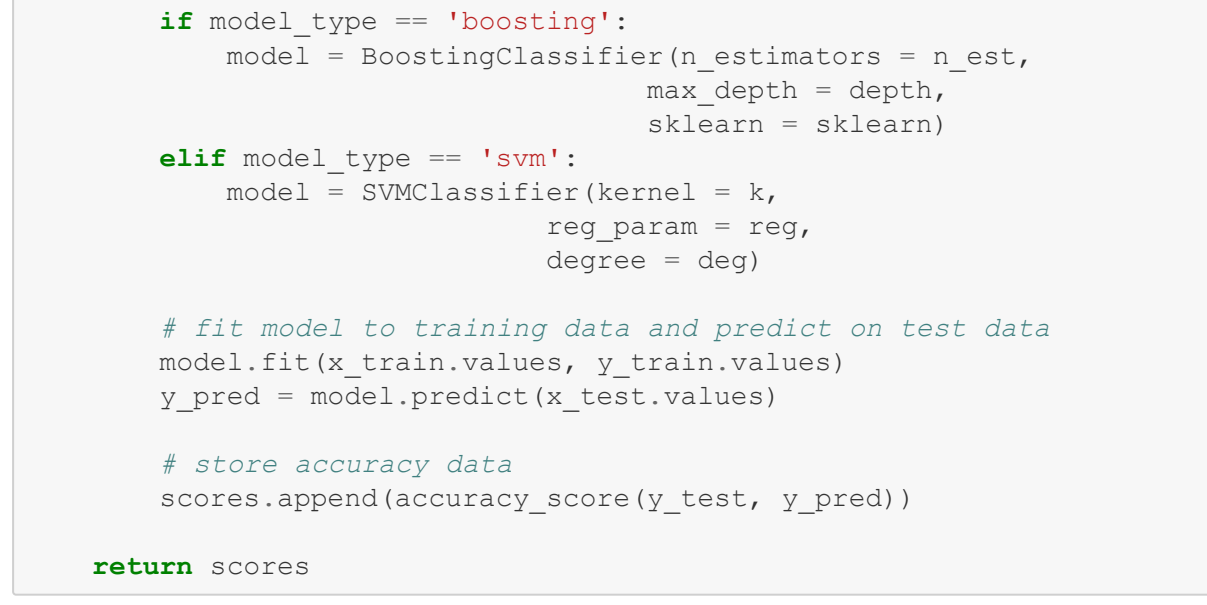 if model_type == 'boosting':
model = BoostingClassifier(n_estimators = n_est,
max_depth = depth,
sklearn = sklearn)
elif model_type == 'svm':
model = SVMClassifier(kernel = k,
reg_param = reg,
degree = deg)
# fit model to training data and predict on test data
model.fit(x_train.values, y_train.values)
y_pred = model.predict(x_test.values)
# store accuracy data
scores.append(accuracy_score(y_test, y_pred))
return scores